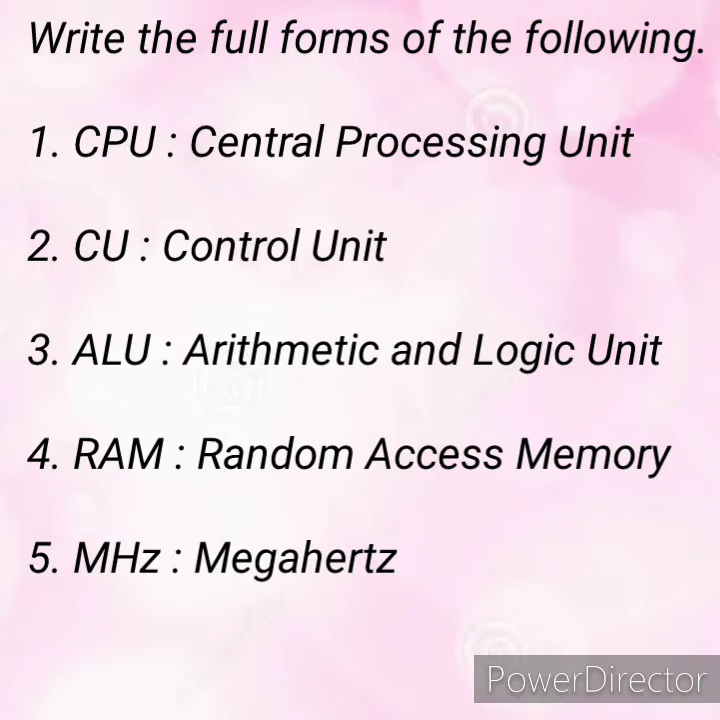 Write the full forms of the following.
1. CPU : Central Processing Unit
2. CU : Control Unit
3. ALU : Arithmetic and Logic Unit
4. RAM : Random Access Memory
5. MHz : Megahertz
PowerDirector